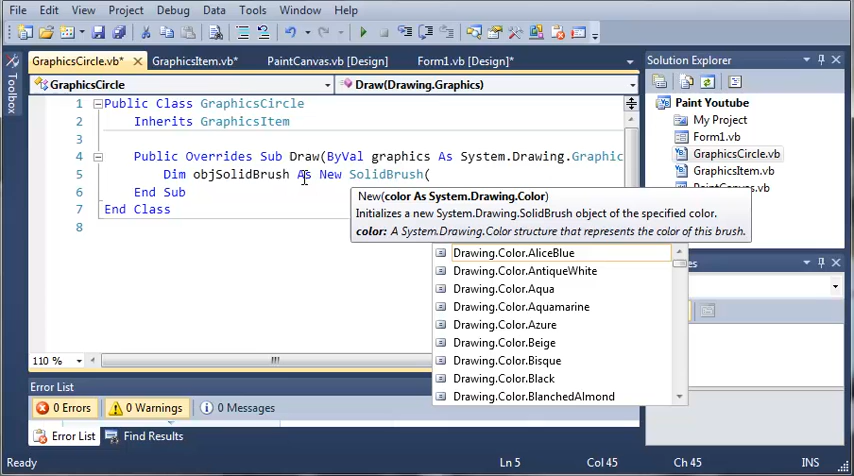 File Edit View Project Debug Data Tools Window Help
GraphicsCircle.vb* GraphicsItem.vb* PaintCanvas.vb [Design] Form1.vb [Design]*
Solution Explorer
Toolbox
GraphicsCircle Draw(Drawing.Graphics)
1 Public Class GraphicsCircle
2 Inherits GraphicsItem
3
4 Public Overrides Sub Draw(ByVal graphics As System.Drawing.Graphic
5 Dim objSolidBrush As New SolidBrush(
6 End Sub
7 End Class
8
Paint Youtube
My Project
Form1.vb
GraphicsCircle.vb
GraphicsItem.vb
PaintCanvas.vb
New(color As System.Drawing.Color)
Initializes a new System.Drawing.SolidBrush object of the specified color.
color: A System.Drawing.Color structure that represents the color of this brush.
Drawing.Color.AliceBlue
Drawing.Color.AntiqueWhite
Drawing.Color.Aqua
Drawing.Color.Aquamarine
Drawing.Color.Azure
Drawing.Color.Beige
Drawing.Color.Bisque
Drawing.Color.Black
Drawing.Color.BlanchedAlmond
110 %
Error List
0 Errors 0 Warnings 0 Messages
Error List Find Results
Ready Ln 5 Col 45 Ch 45